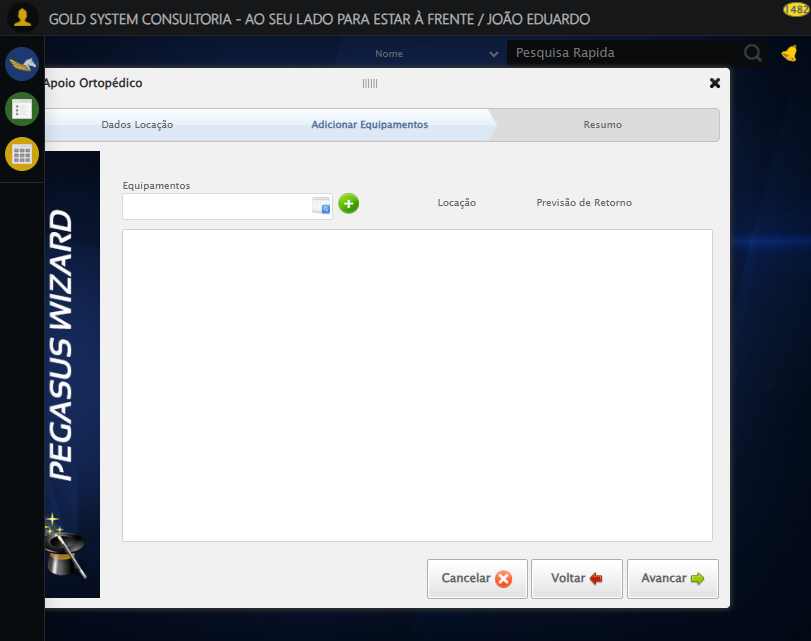 GOLD SYSTEM CONSULTORIA - AO SEU LADO PARA ESTAR À FRENTE / JOÃO EDUARDO
1482
Nome
Pesquisa Rapida
Apoio Ortopédico
Dados Locação
Adicionar Equipamentos
Resumo
Equipamentos
Locação
Previsão de Retorno
PEGASUS WIZARD
Cancelar
Voltar
Avancar